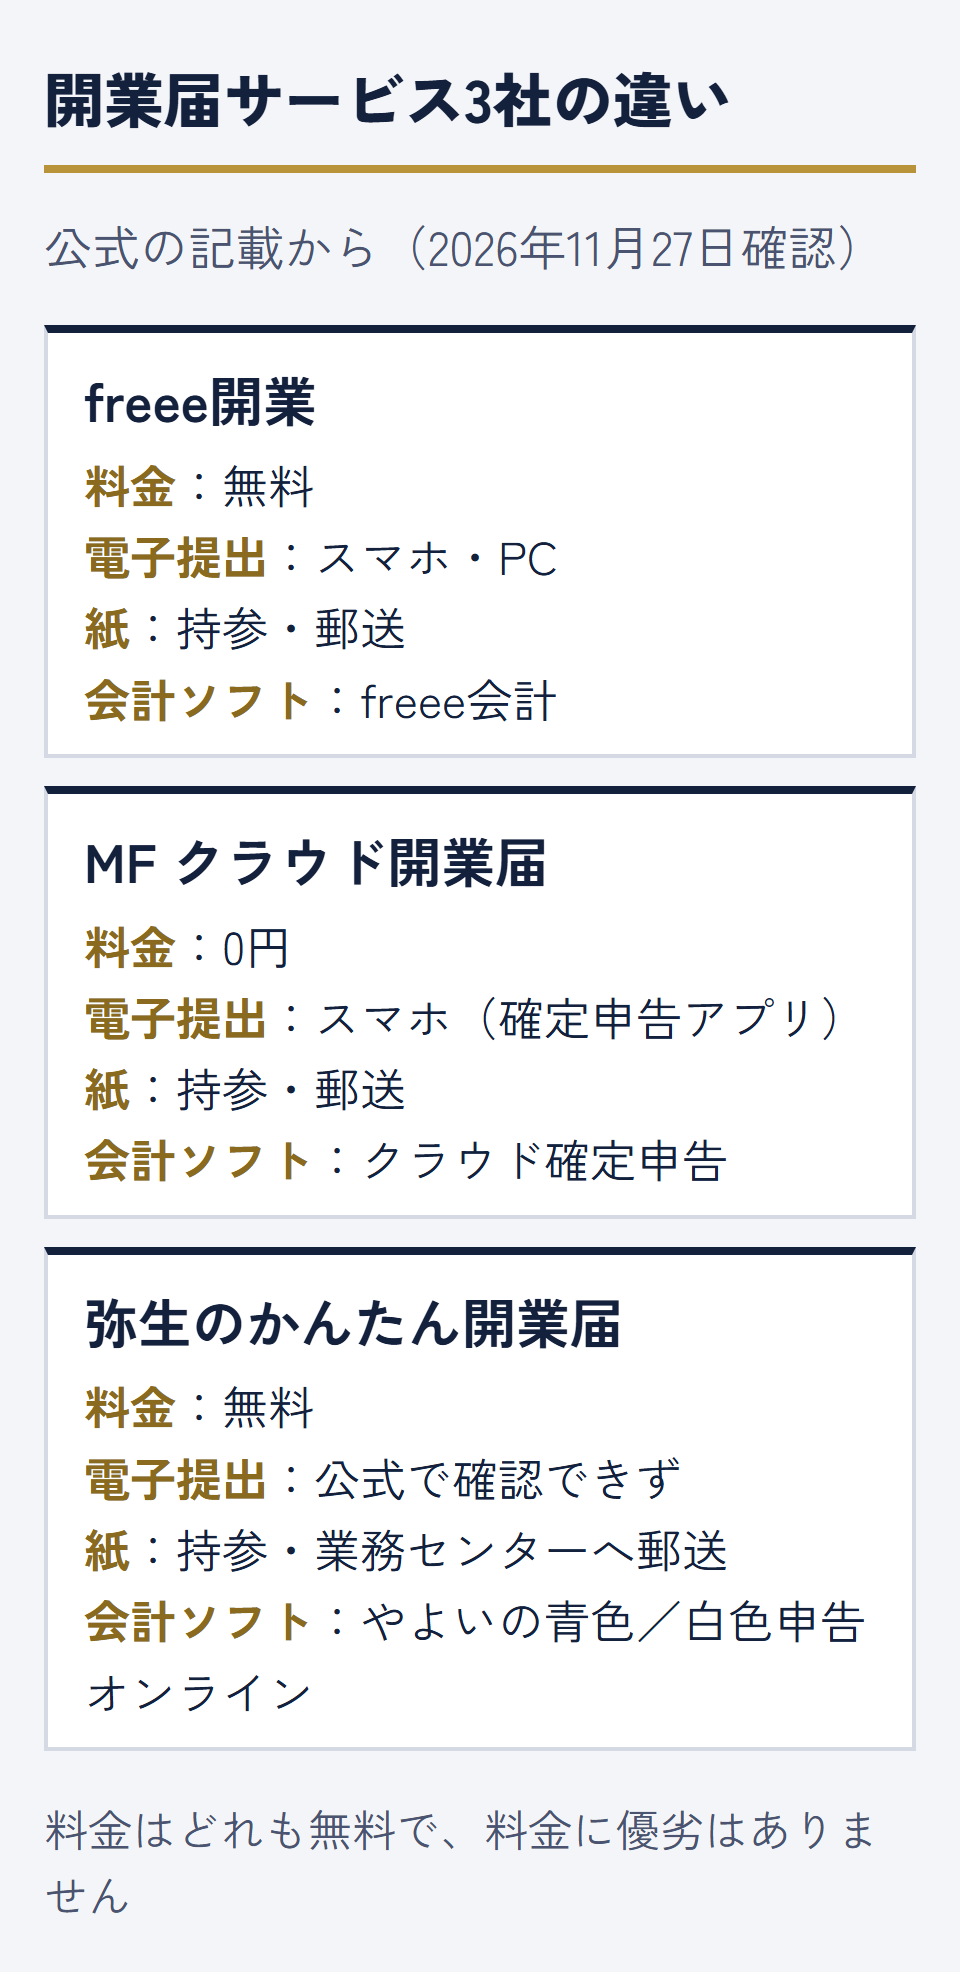 開業届サービス3社の違い
公式の記載から（2026年11月27日確認）
freee開業
料金：無料
電子提出：スマホ・PC
紙：持参・郵送
会計ソフト：freee会計
MF クラウド開業届
料金：0円
電子提出：スマホ（確定申告アプリ）
紙：持参・郵送
会計ソフト：クラウド確定申告
弥生のかんたん開業届
料金：無料
電子提出：公式で確認できず
紙：持参・業務センターへ郵送
会計ソフト：やよいの青色／白色申告
オンライン
料金はどれも無料で、料金に優劣はありま
せん